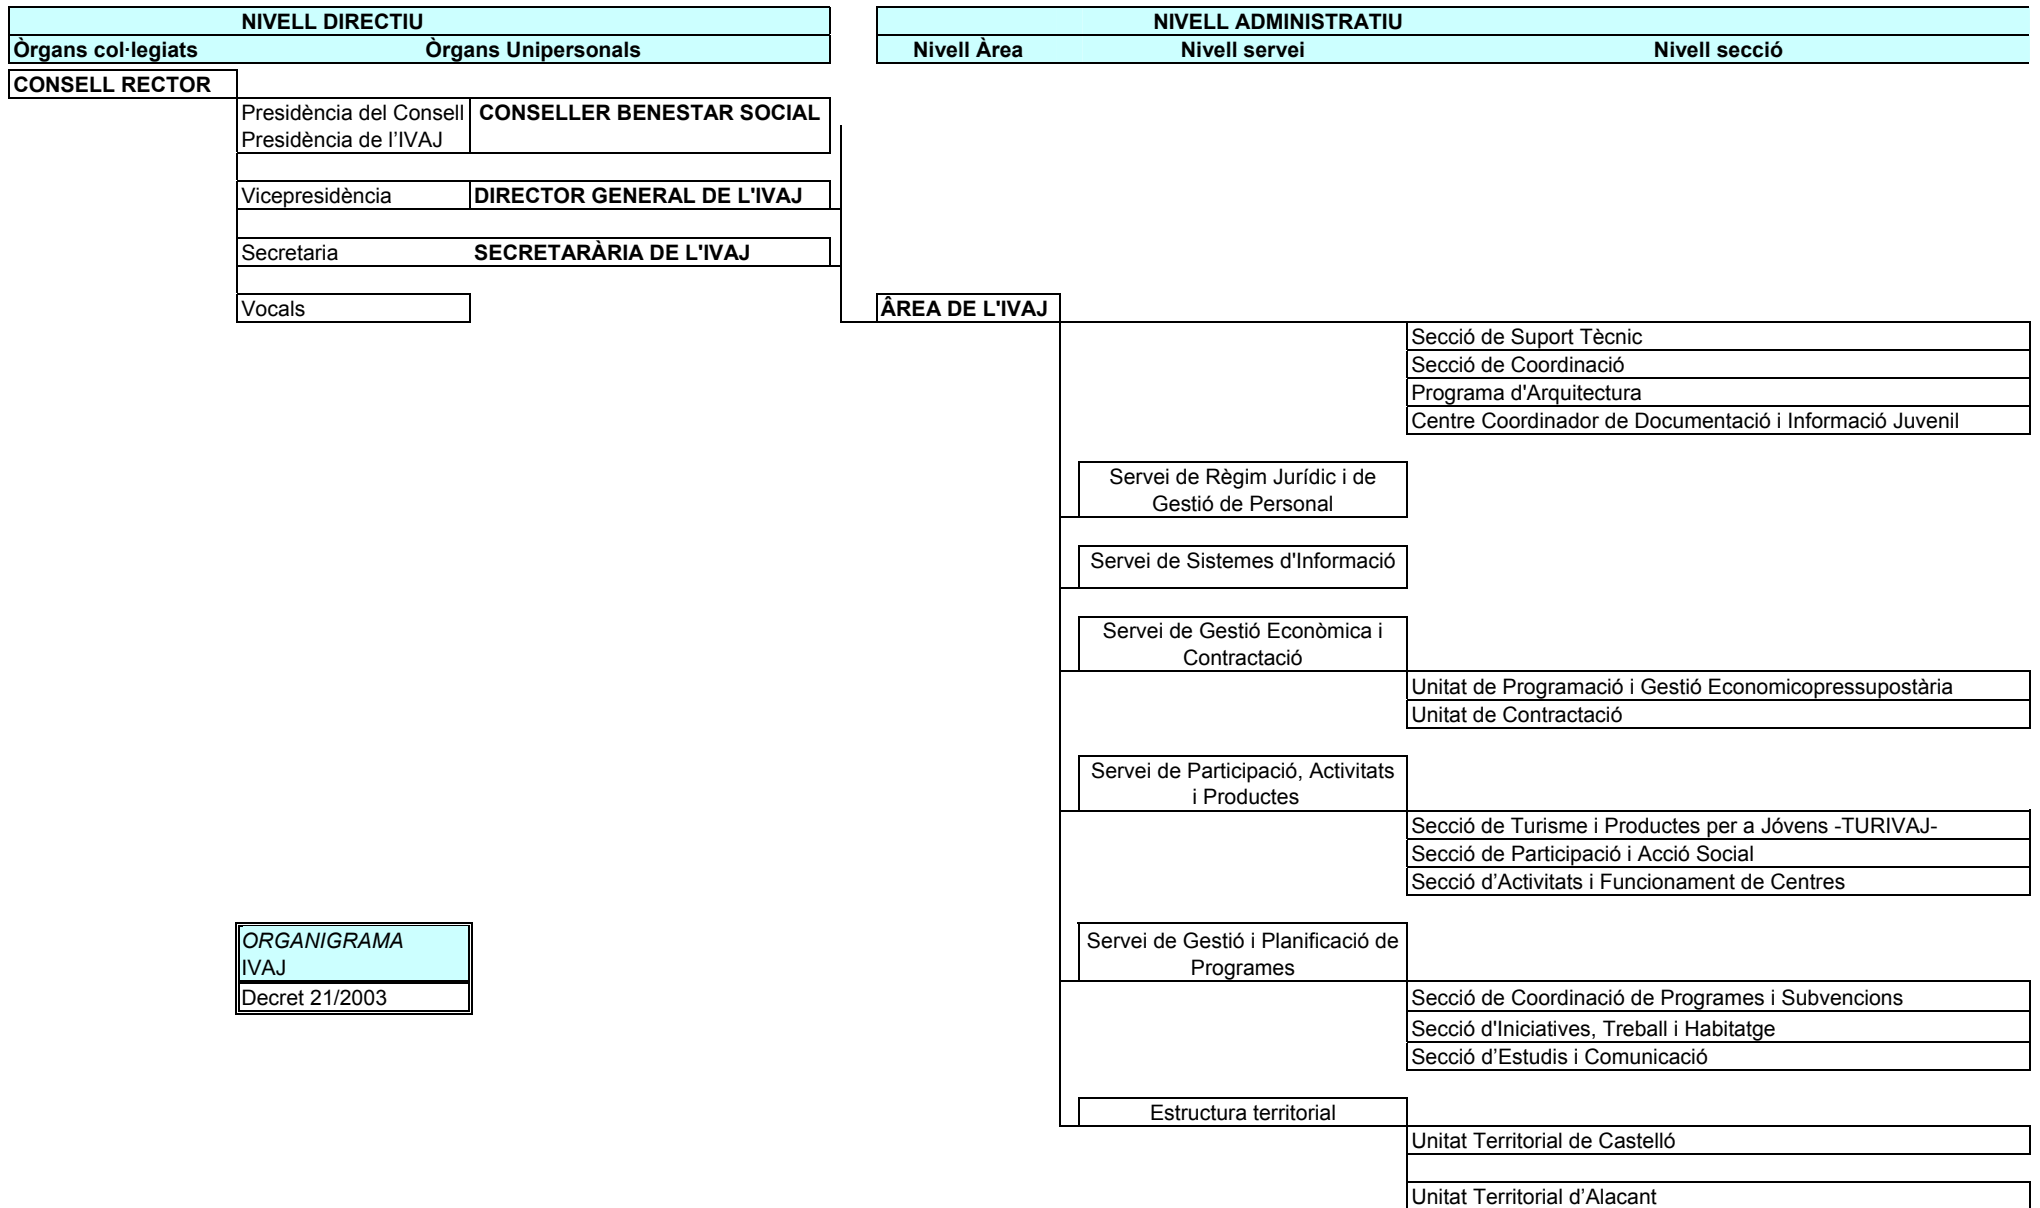 NIVELL DIRECTIU
NIVELL ADMINISTRATIU
Òrgans col·legiats
Òrgans Unipersonals
Nivell Àrea
Nivell servei
Nivell secció
CONSELL RECTOR
Presidència del Consell
CONSELLER BENESTAR SOCIAL
Presidència de l’IVAJ
Vicepresidència
DIRECTOR GENERAL DE L'IVAJ
Secretaria
SECRETARÀRIA DE L'IVAJ
Vocals
ÂREA DE L'IVAJ
Secció de Suport Tècnic
Secció de Coordinació
Programa d'Arquitectura
Centre Coordinador de Documentació i Informació Juvenil
Servei de Règim Jurídic i de
Gestió de Personal
Servei de Sistemes d'Informació
Servei de Gestió Econòmica i
Contractació
Unitat de Programació i Gestió Economicopressupostària
Unitat de Contractació
Servei de Participació, Activitats
i Productes
Secció de Turisme i Productes per a Jóvens -TURIVAJ-
Secció de Participació i Acció Social
Secció d’Activitats i Funcionament de Centres
ORGANIGRAMA
IVAJ
Decret 21/2003
Servei de Gestió i Planificació de
Programes
Secció de Coordinació de Programes i Subvencions
Secció d'Iniciatives, Treball i Habitatge
Secció d’Estudis i Comunicació
Estructura territorial
Unitat Territorial de Castelló
Unitat Territorial d’Alacant